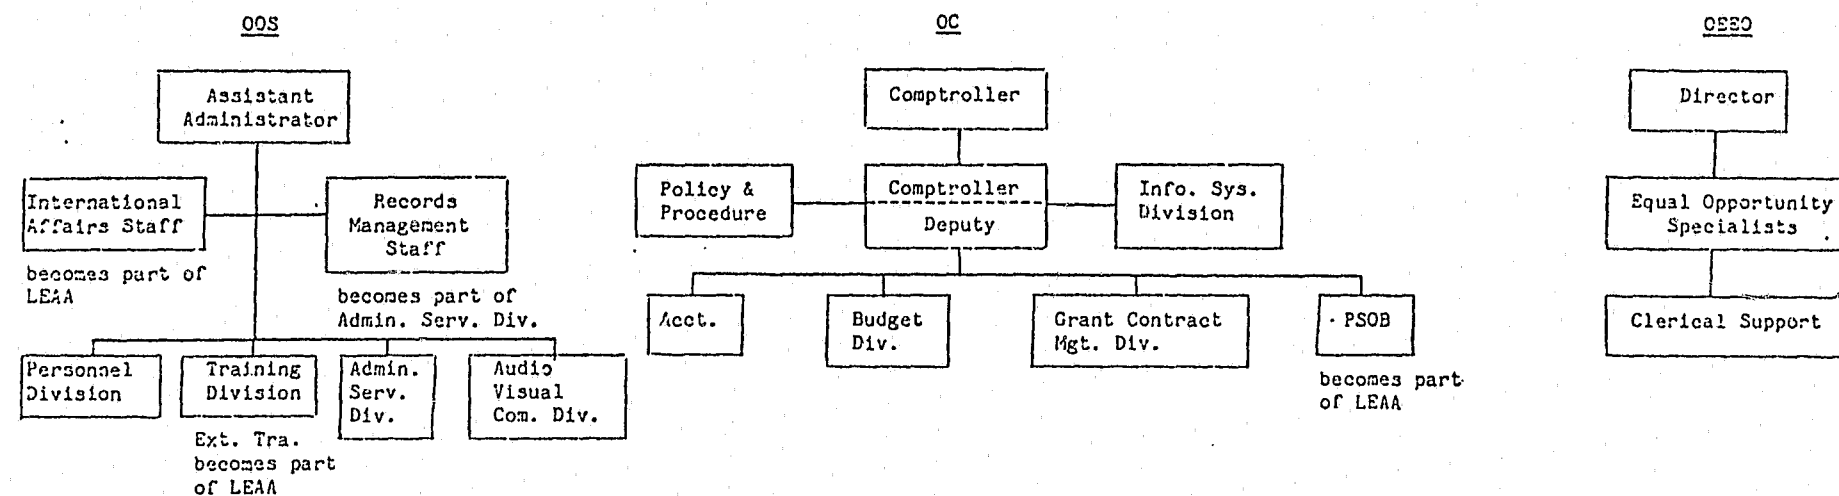 OOS
Assistant
Administrator
International
Affairs Staff
becomes part of
LEAA
Records
Management
Staff
becomes part of
Admin. Serv. Div.
Personnel
Division
Training
Division
Ext. Tra.
becomes part
of LEAA
Admin.
Serv.
Div.
Audio
Visual
Com. Div.
OC
Comptroller
Policy &
Procedure
Comptroller
Deputy
Info. Sys.
Division
Acct.
Budget
Div.
Grant Contract
Mgt. Div.
PSOB
becomes part
of LEAA
OEEO
Director
Equal Opportunity
Specialists
Clerical Support